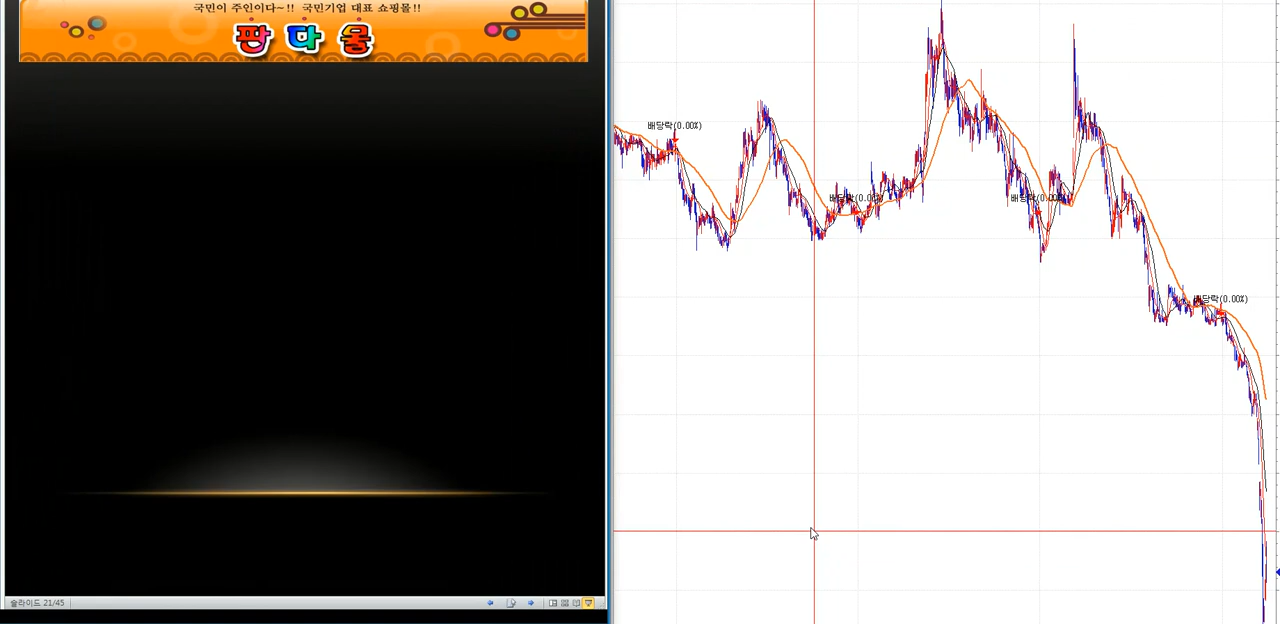 국민이 주인이다~!! 국민기업 대표 쇼핑몰!!
판다몰
배당락(0.00%)
배당락(0.00%)
배당락(0.00%)
배당락(0.00%)
슬라이드 21/45